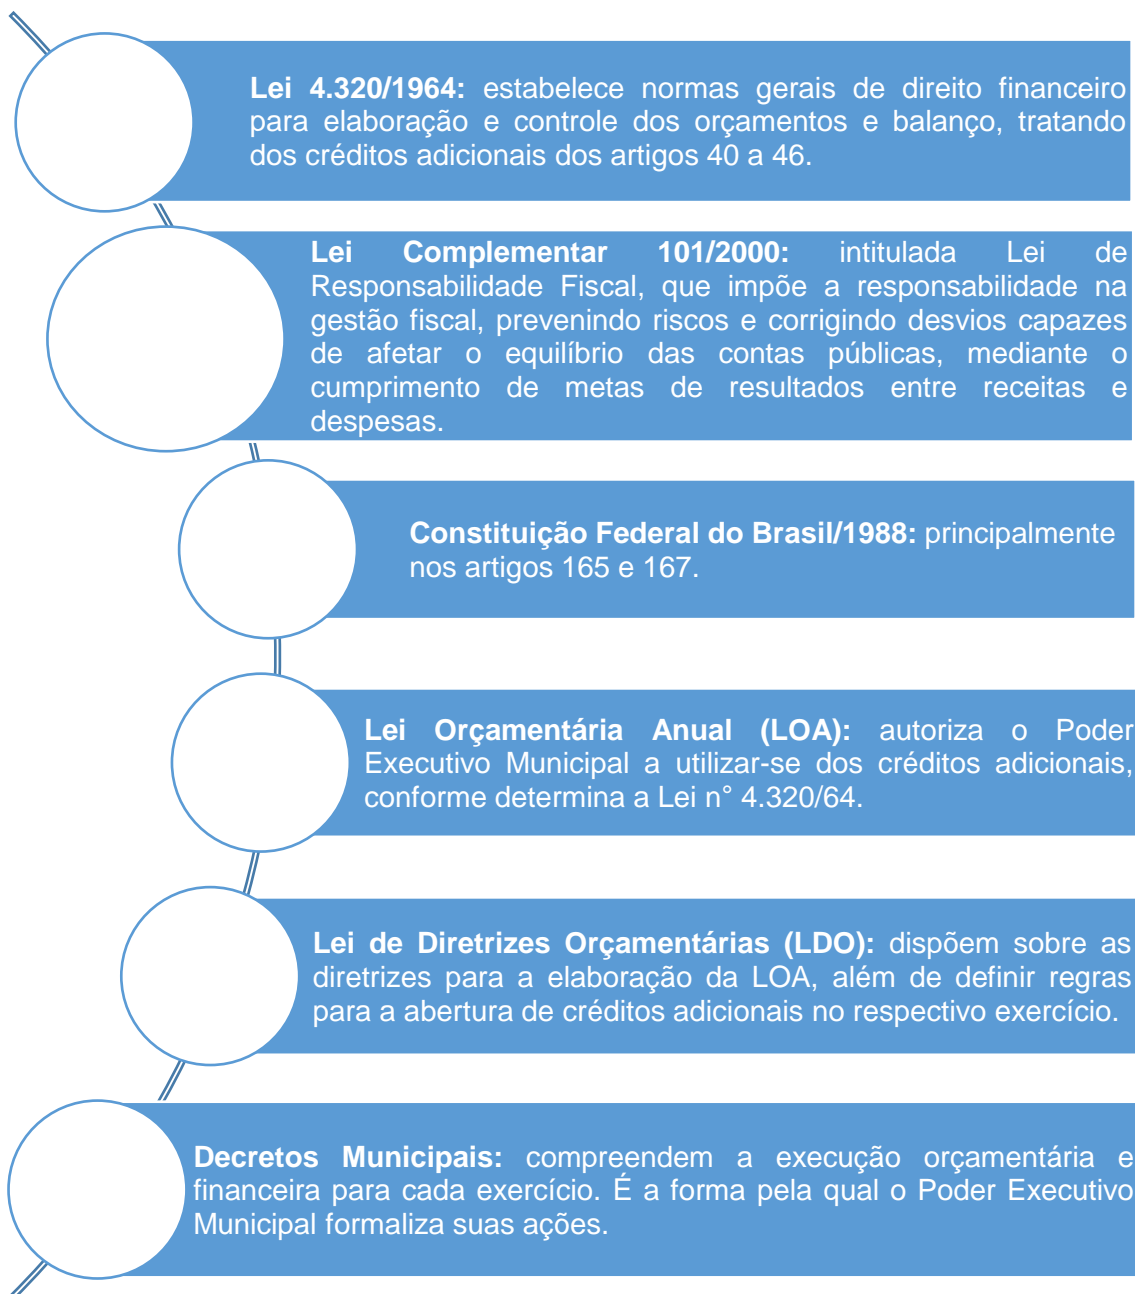 Lei 4.320/1964: estabelece normas gerais de direito financeiro
para elaboração e controle dos orçamentos e balanço, tratando
dos créditos adicionais dos artigos 40 a 46.
Lei Complementar 101/2000: intitulada Lei de
Responsabilidade Fiscal, que impõe a responsabilidade na
gestão fiscal, prevenindo riscos e corrigindo desvios capazes
de afetar o equilíbrio das contas públicas, mediante o
cumprimento de metas de resultados entre receitas e
despesas.
Constituição Federal do Brasil/1988: principalmente
nos artigos 165 e 167.
Lei Orçamentária Anual (LOA): autoriza o Poder
Executivo Municipal a utilizar-se dos créditos adicionais,
conforme determina a Lei n° 4.320/64.
Lei de Diretrizes Orçamentárias (LDO): dispõem sobre as
diretrizes para a elaboração da LOA, além de definir regras
para a abertura de créditos adicionais no respectivo exercício.
Decretos Municipais: compreendem a execução orçamentária e
financeira para cada exercício. É a forma pela qual o Poder Executivo
Municipal formaliza suas ações.